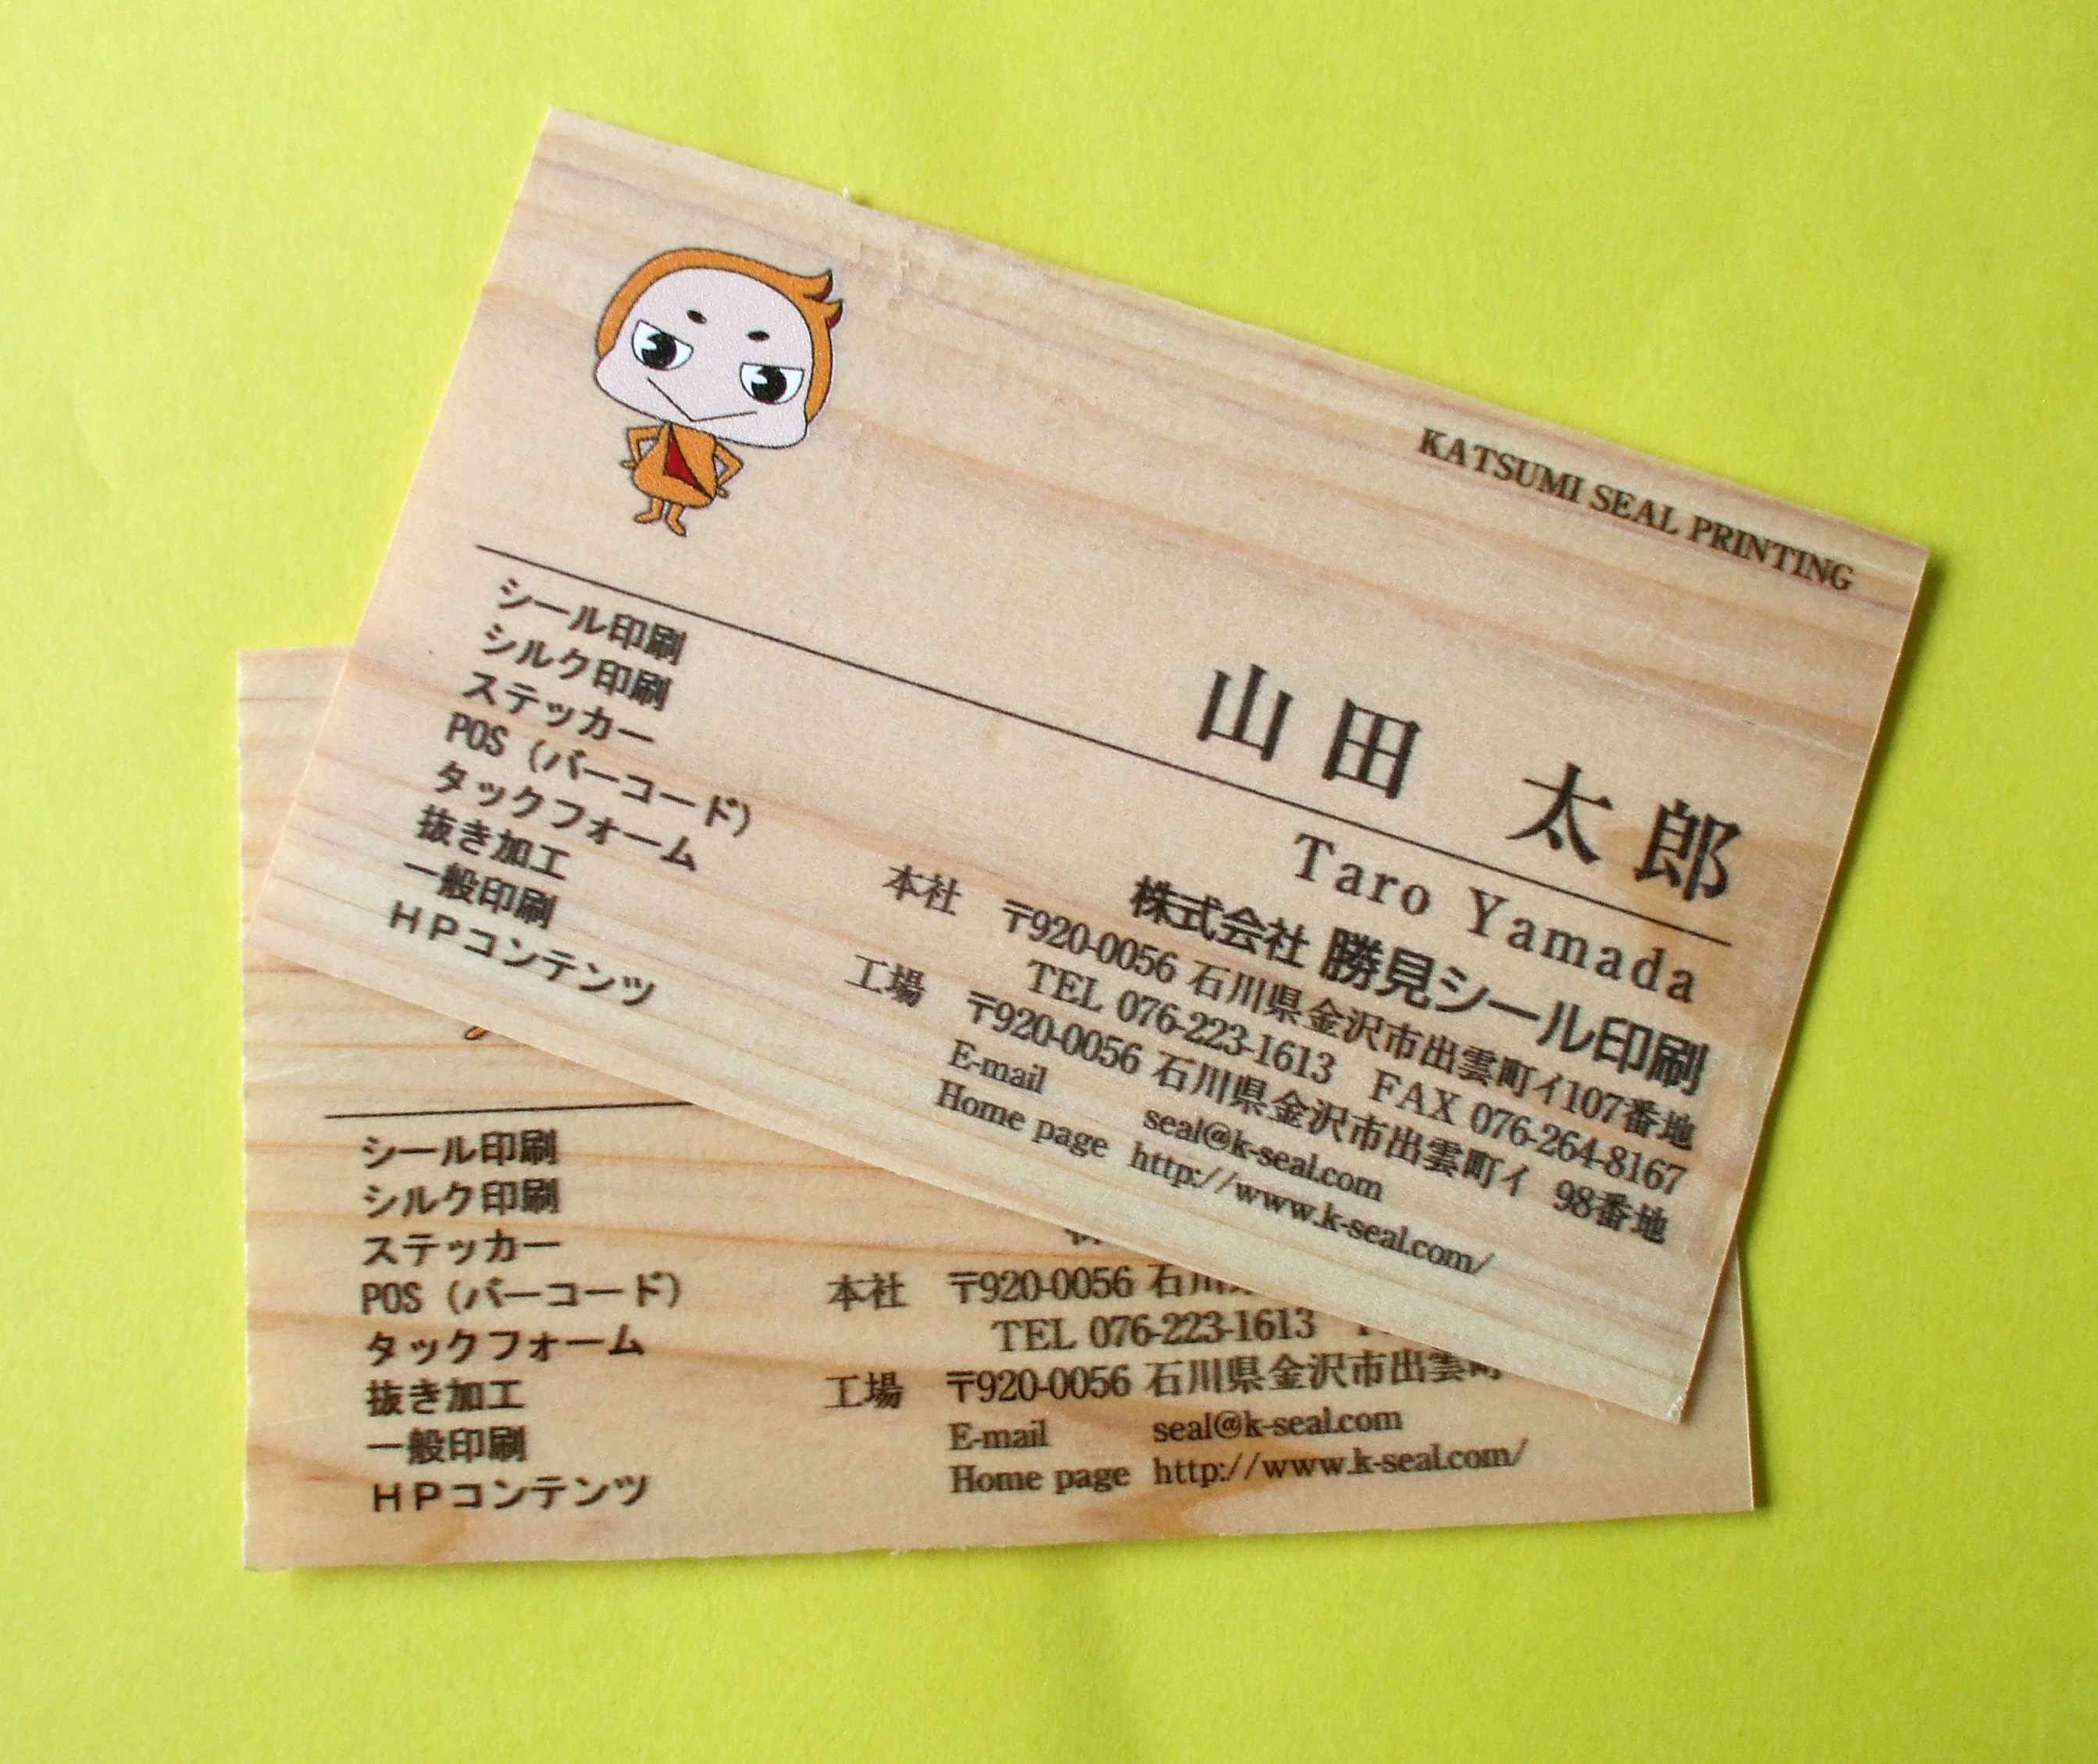 KATSUMI SEAL PRINTING
山田 太郎
Taro Yamada
シール印刷
シルク印刷
ステッカー
POS（バーコード）
タックフォーム
抜き加工
一般印刷
HPコンテンツ
株式会社 勝見シール印刷
本社 〒920-0056 石川県金沢市出雲町イ107番地
TEL 076-223-1613 FAX 076-264-8167
工場 〒920-0056 石川県金沢市出雲町イ 98番地
E-mail seal@k-seal.com
Home page http://www.k-seal.com/
シール印刷
シルク印刷
ステッカー
POS（バーコード）
タックフォーム
抜き加工
一般印刷
HPコンテンツ
本社 〒920-0056 石川
TEL 076-223-1613
工場 〒920-0056 石川県金沢市出雲町
E-mail seal@k-seal.com
Home page http://www.k-seal.com/